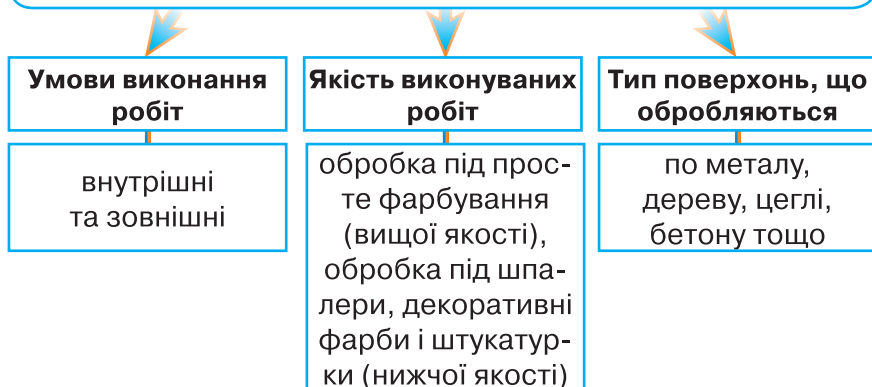 Умови виконання
робіт
внутрішні
та зовнішні
Якість виконуваних
робіт
обробка під прос-
те фарбування
(вищої якості),
обробка під шпа-
лери, декоративні
фарби і штукатур-
ки (нижчої якості)
Тип поверхонь, що
обробляються
по металу,
дереву, цеглі,
бетону тощо